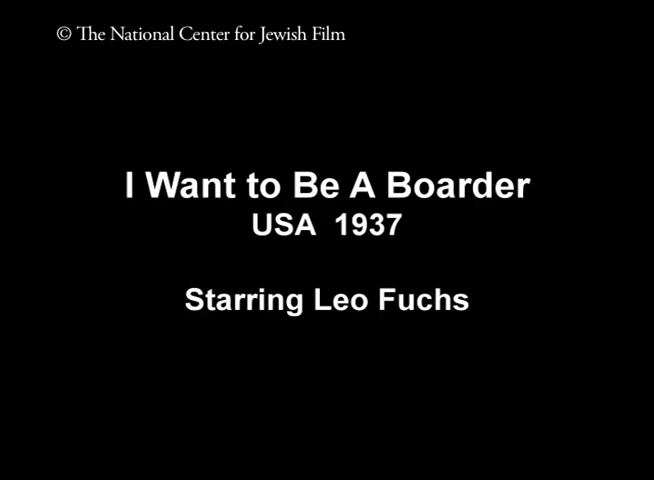 © The National Center for Jewish Film
I Want to Be A Boarder
USA 1937
Starring Leo Fuchs